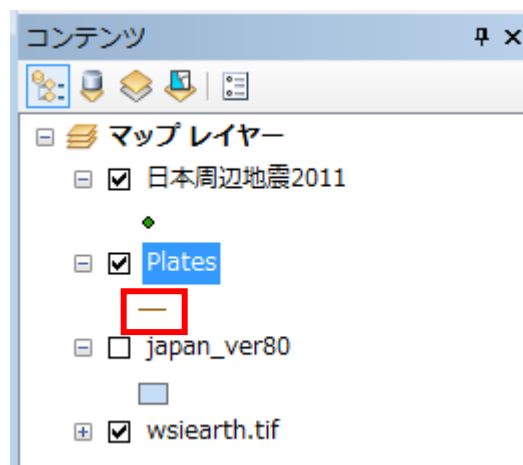 コンテンツ
マップ レイヤー
日本周辺地震2011
Plates
japan_ver80
wsiearth.tif